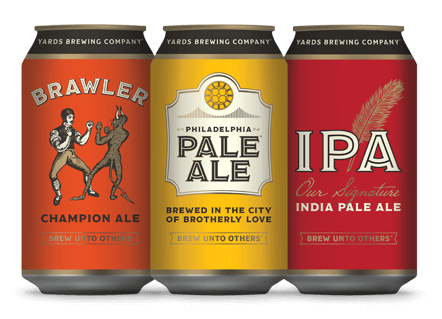 YARDS BREWING COMPANY
BRAWLER
CHAMPION ALE
BREW UNTO OTHERS
YARDS BREWING COMPANY
PHILADELPHIA
PALE
ALE
BREWED IN THE CITY
OF BROTHERLY LOVE
BREW UNTO OTHERS
YARDS BREWING COMPANY
IPA
Our Signature
INDIA PALE ALE
BREW UNTO OTHERS